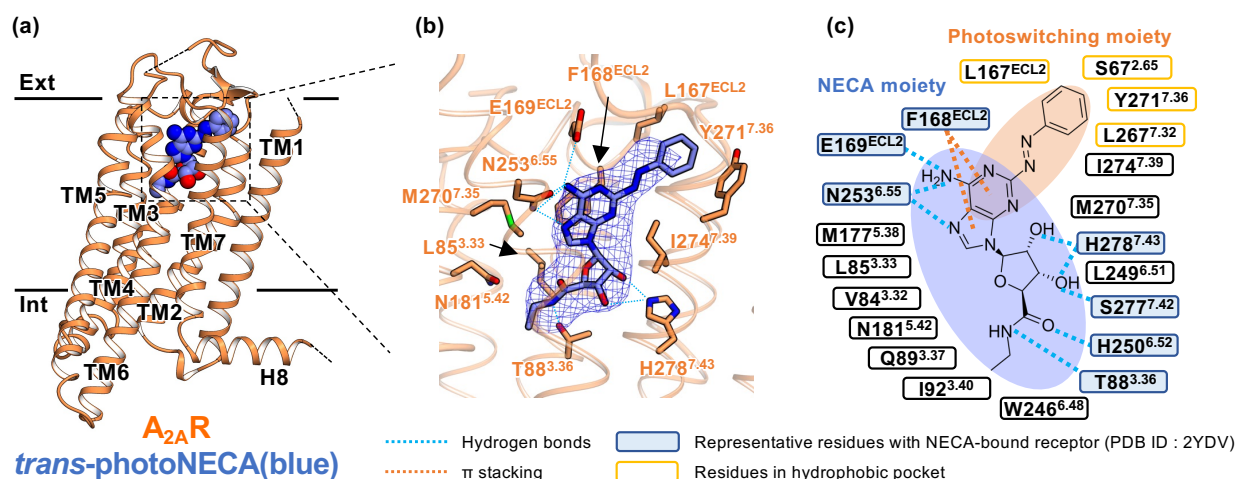 (a)
Ext
TM1
TM5
TM3
TM7
TM4
Int
TM2
TM6
H8
A2AR
trans-photoNECA(blue)
(b)
F168ECL2
E169ECL2
L167ECL2
Y2717.36
N2536.55
M2707.35
L853.33
I2747.39
N1815.42
T883.36
H2787.43
(c)
Photoswitching moiety
NECA moiety
L167ECL2
S672.65
F168ECL2
Y2717.36
E169ECL2
L2677.32
I2747.39
N2536.55
M2707.35
M1775.38
H2787.43
L853.33
L2496.51
V843.32
S2777.42
N1815.42
H2506.52
Q893.37
T883.36
I923.40
W2466.48
H2N
N
N
N
N
N
N
N
OH
OH
O
O
HN
Hydrogen bonds
π stacking
Representative residues with NECA-bound receptor (PDB ID : 2YDV)
Residues in hydrophobic pocket